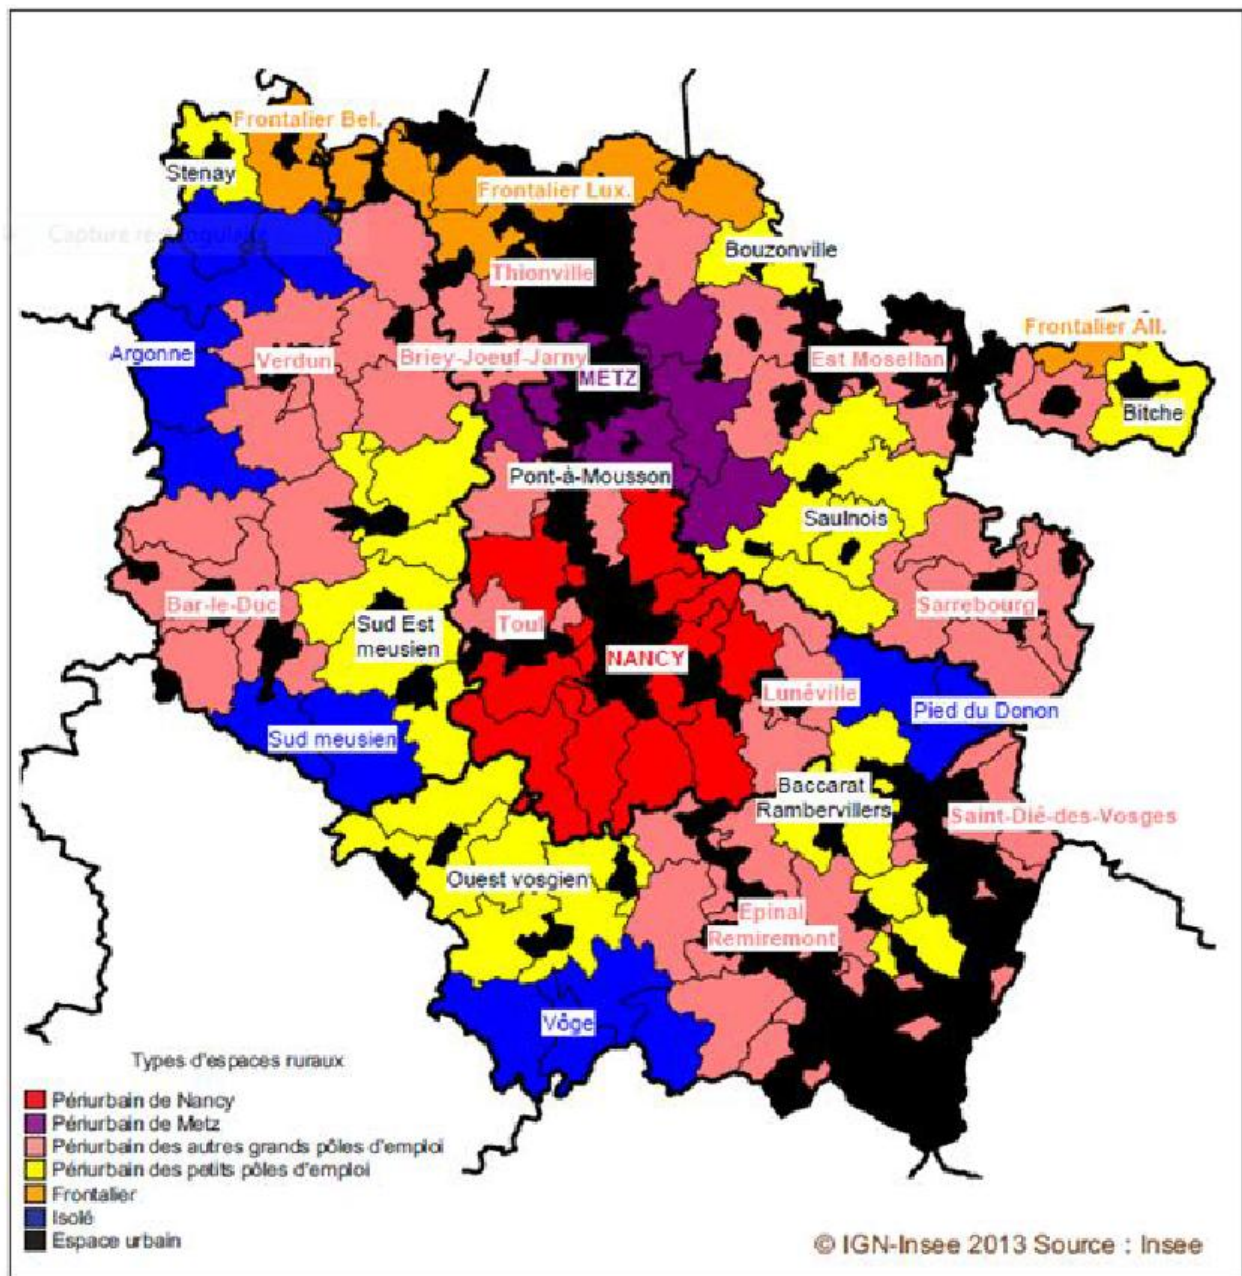 Frontalier Bel.
Stenay
Frontalier Lux.
Capture rectangulaire
Bouzonville
Thionville
Frontalier All.
Argonne
Verdun
Briey-Joeuf-Jarny
Est Mosellan
METZ
Bitche
Pont-à-Mousson
Saulnois
Bar-le-Duc
Sarrebourg
Sud Est
meusien
Toul
NANCY
Lunéville
Pied du Donon
Sud meusien
Baccarat
Rambervillers
Saint-Dié-des-Vosges
Ouest vosgien
Epinal
Remiremont
Vôge
Types d'espaces ruraux
Périurbain de Nancy
Périurbain de Metz
Périurbain des autres grands pôles d'emploi
Périurbain des petits pôles d'emploi
Frontalier
Isolé
Espace urbain
© IGN-Insee 2013 Source : Insee